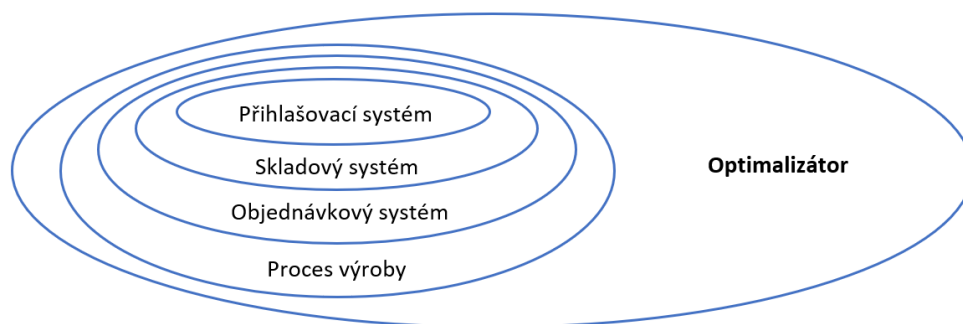 Přihlašovací systém
Skladový systém
Optimalizátor
Objednávkový systém
Proces výroby